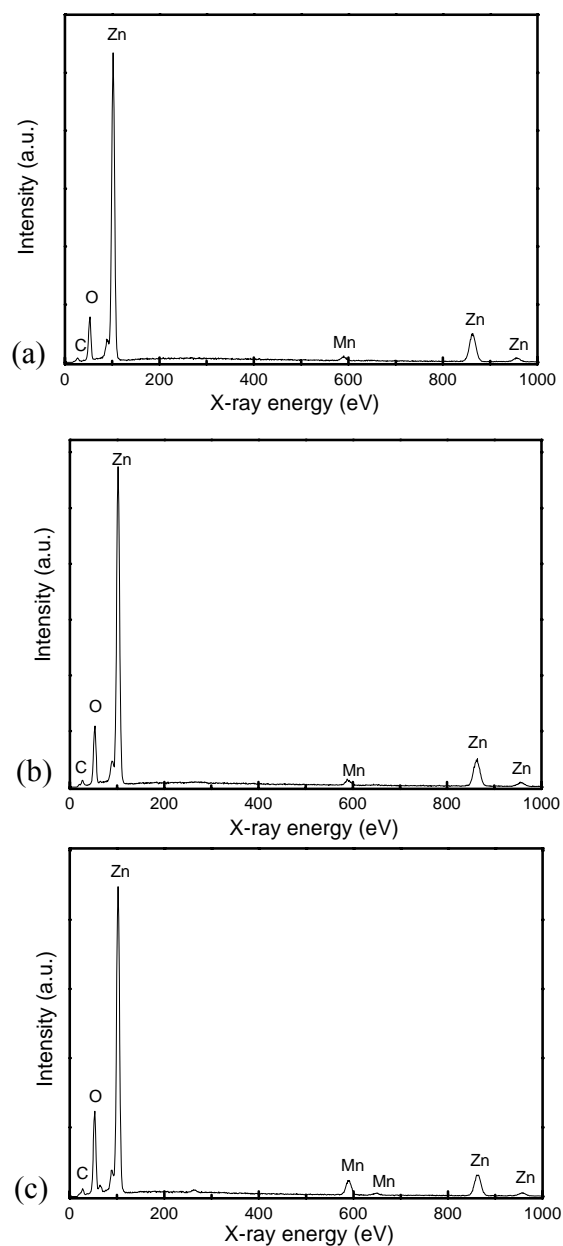 Zn
Intensity (a.u.)
O
C
Mn
Zn
Zn
(a)
0 200 400 600 800 1000
X-ray energy (eV)
Zn
Intensity (a.u.)
O
C
Mn
Zn
Zn
(b)
0 200 400 600 800 1000
X-ray energy (eV)
Zn
Intensity (a.u.)
O
C
Mn
Mn
Zn
Zn
(c)
0 200 400 600 800 1000
X-ray energy (eV)